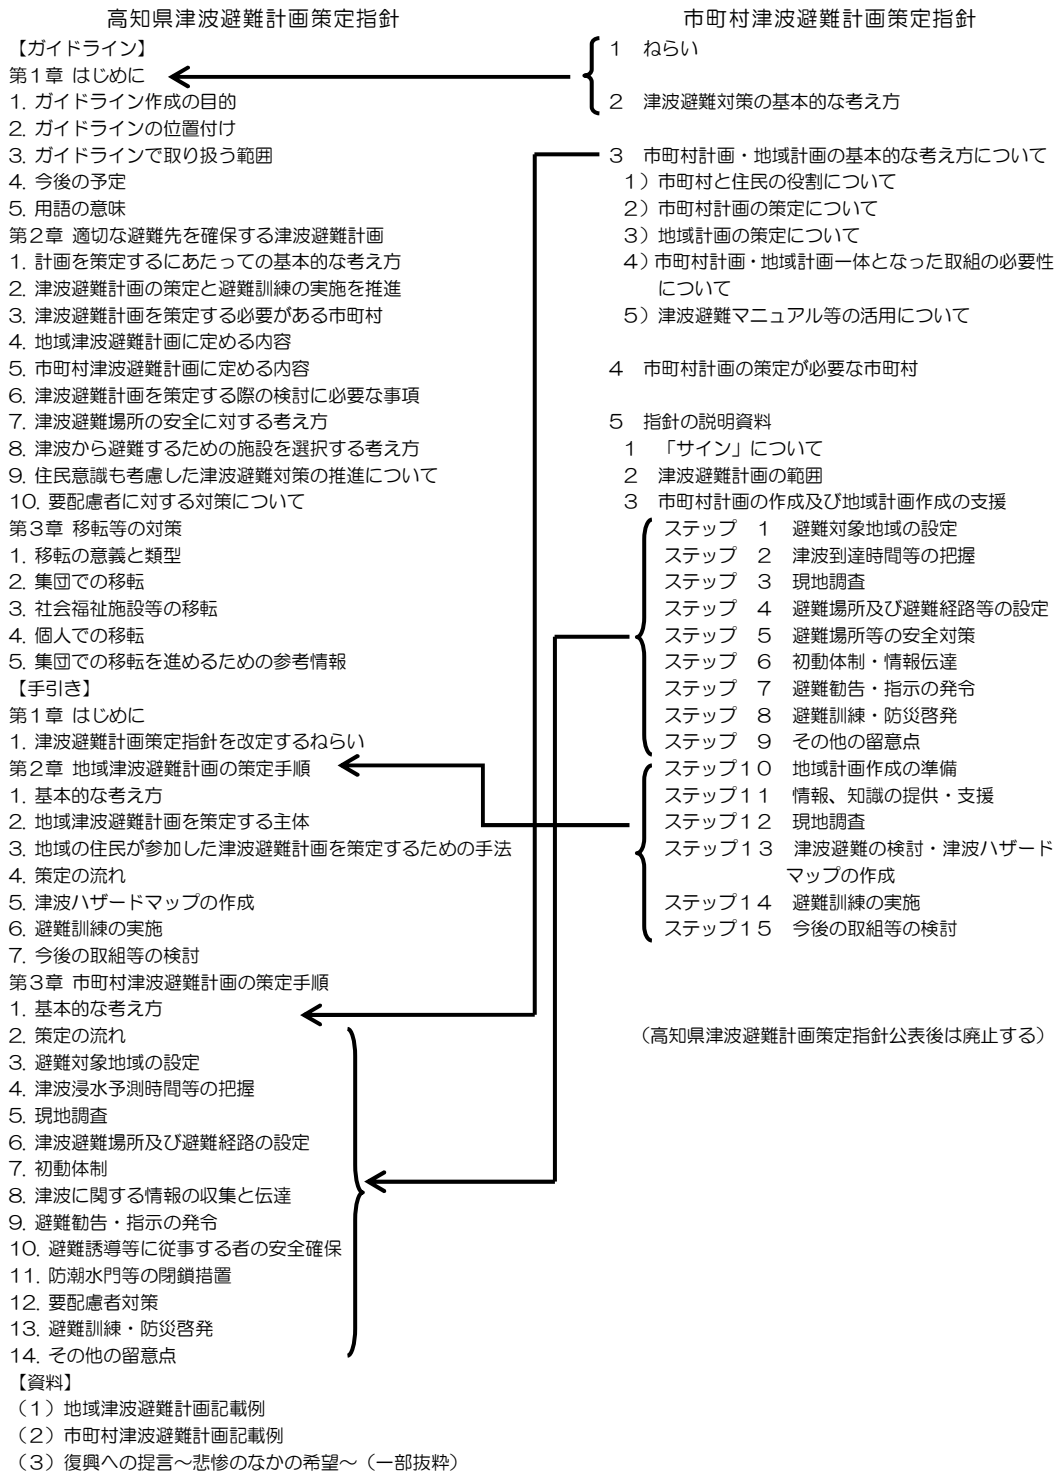 高知県津波避難計画策定指針
【ガイドライン】
第1章 はじめに
1. ガイドライン作成の目的
2. ガイドラインの位置付け
3. ガイドラインで取り扱う範囲
4. 今後の予定
5. 用語の意味
第2章 適切な避難先を確保する津波避難計画
1. 計画を策定するにあたっての基本的な考え方
2. 津波避難計画の策定と避難訓練の実施を推進
3. 津波避難計画を策定する必要がある市町村
4. 地域津波避難計画に定める内容
5. 市町村津波避難計画に定める内容
6. 津波避難計画を策定する際の検討に必要な事項
7. 津波避難場所の安全に対する考え方
8. 津波から避難するための施設を選択する考え方
9. 住民意識も考慮した津波避難対策の推進について
10. 要配慮者に対する対策について
第3章 移転等の対策
1. 移転の意義と類型
2. 集団での移転
3. 社会福祉施設等の移転
4. 個人での移転
5. 集団での移転を進めるための参考情報
【手引き】
第1章 はじめに
1. 津波避難計画策定指針を改定するねらい
第2章 地域津波避難計画の策定手順
1. 基本的な考え方
2. 地域津波避難計画を策定する主体
3. 地域の住民が参加した津波避難計画を策定するための手法
4. 策定の流れ
5. 津波ハザードマップの作成
6. 避難訓練の実施
7. 今後の取組等の検討
第3章 市町村津波避難計画の策定手順
1. 基本的な考え方
2. 策定の流れ
3. 避難対象地域の設定
4. 津波浸水予測時間等の把握
5. 現地調査
6. 津波避難場所及び避難経路の設定
7. 初動体制
8. 津波に関する情報の収集と伝達
9. 避難勧告・指示の発令
10. 避難誘導等に従事する者の安全確保
11. 防潮水門等の閉鎖措置
12. 要配慮者対策
13. 避難訓練・防災啓発
14. その他の留意点
【資料】
(1)地域津波避難計画記載例
(2)市町村津波避難計画記載例
(3)復興への提言~悲惨のなかの希望~(一部抜粋)
市町村津波避難計画策定指針
1 ねらい
2 津波避難対策の基本的な考え方
3 市町村計画・地域計画の基本的な考え方について
1)市町村と住民の役割について
2)市町村計画の策定について
3)地域計画の策定について
4)市町村計画・地域計画一体となった取組の必要性
について
5)津波避難マニュアル等の活用について
4 市町村計画の策定が必要な市町村
5 指針の説明資料
1 「サイン」について
2 津波避難計画の範囲
3 市町村計画の作成及び地域計画作成の支援
ステップ 1 避難対象地域の設定
ステップ 2 津波到達時間等の把握
ステップ 3 現地調査
ステップ 4 避難場所及び避難経路等の設定
ステップ 5 避難場所等の安全対策
ステップ 6 初動体制・情報伝達
ステップ 7 避難勧告・指示の発令
ステップ 8 避難訓練・防災啓発
ステップ 9 その他の留意点
ステップ10 地域計画作成の準備
ステップ11 情報、知識の提供・支援
ステップ12 現地調査
ステップ13 津波避難の検討・津波ハザード
マップの作成
ステップ14 避難訓練の実施
ステップ15 今後の取組等の検討
(高知県津波避難計画策定指針公表後は廃止する)